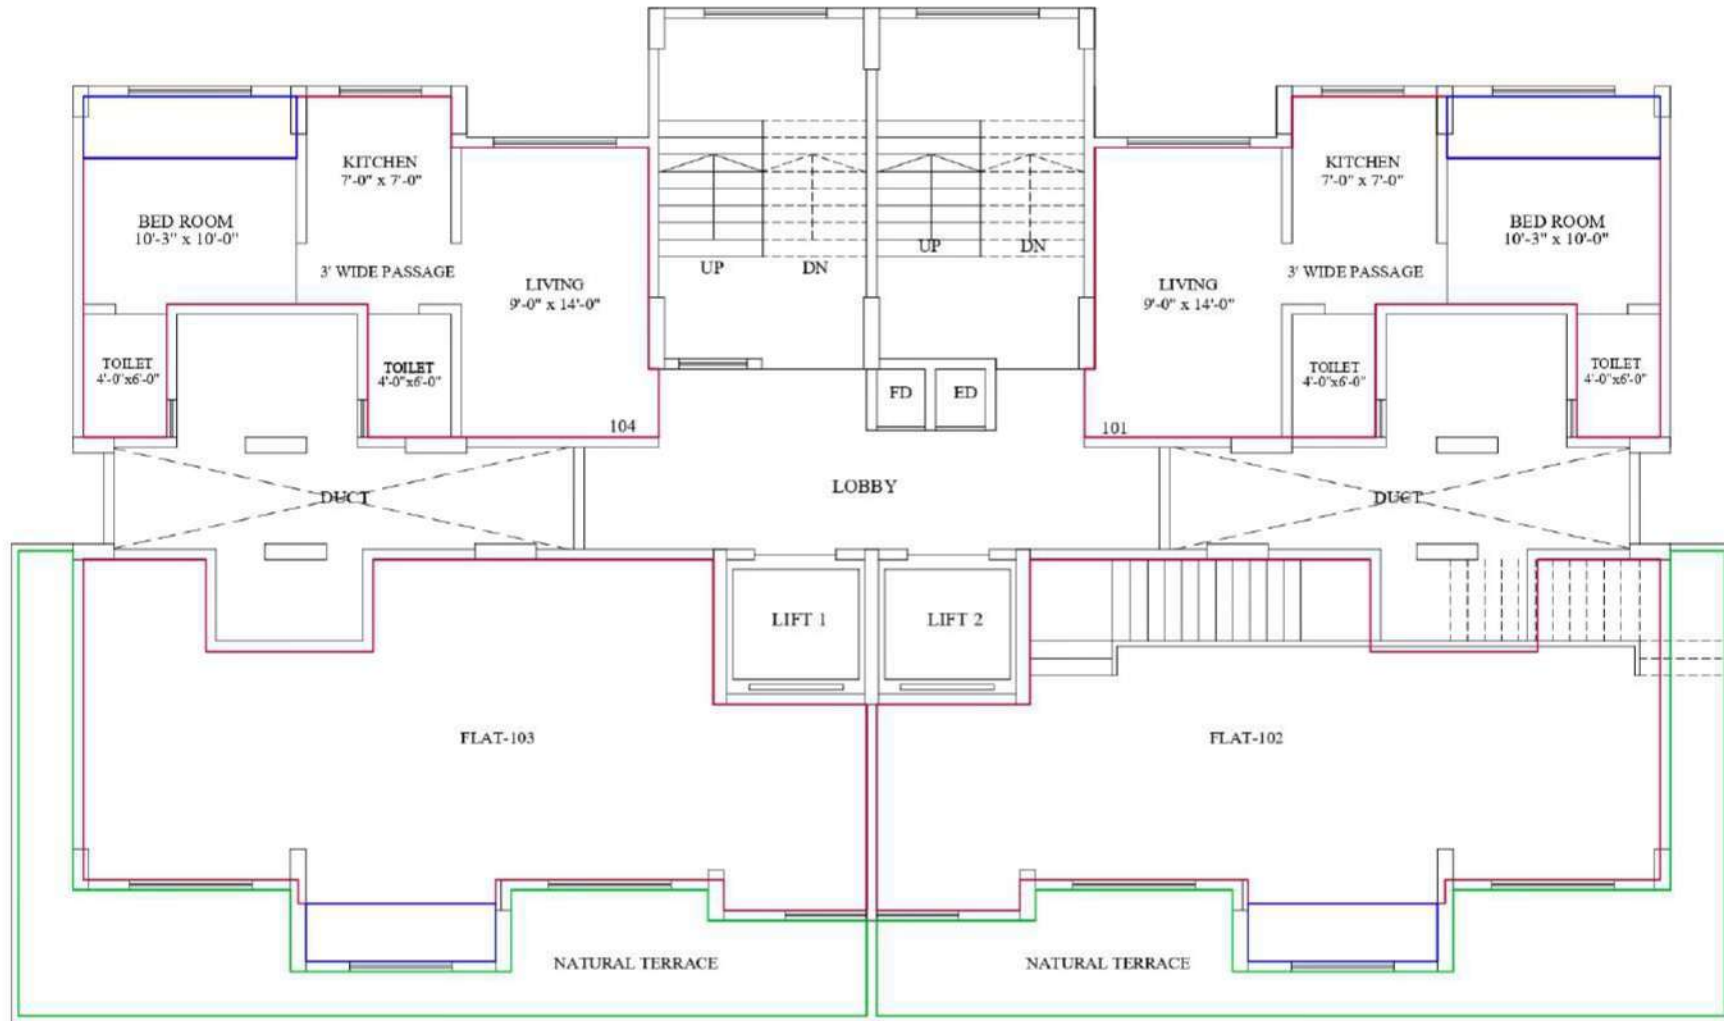 KITCHEN
7'-0" x 7'-0"
BED ROOM
10'-3" x 10'-0"
3' WIDE PASSAGE
LIVING
9'-0" x 14'-0"
TOILET
4'-0"x6'-0"
TOILET
4'-0"x6'-0"
104
UP
DN
UP
DN
FD
ED
KITCHEN
7'-0" x 7'-0"
BED ROOM
10'-3" x 10'-0"
3' WIDE PASSAGE
LIVING
9'-0" x 14'-0"
TOILET
4'-0"x6'-0"
TOILET
4'-0"x6'-0"
101
DUCT
LOBBY
DUCT
LIFT 1
LIFT 2
FLAT-103
FLAT-102
NATURAL TERRACE
NATURAL TERRACE